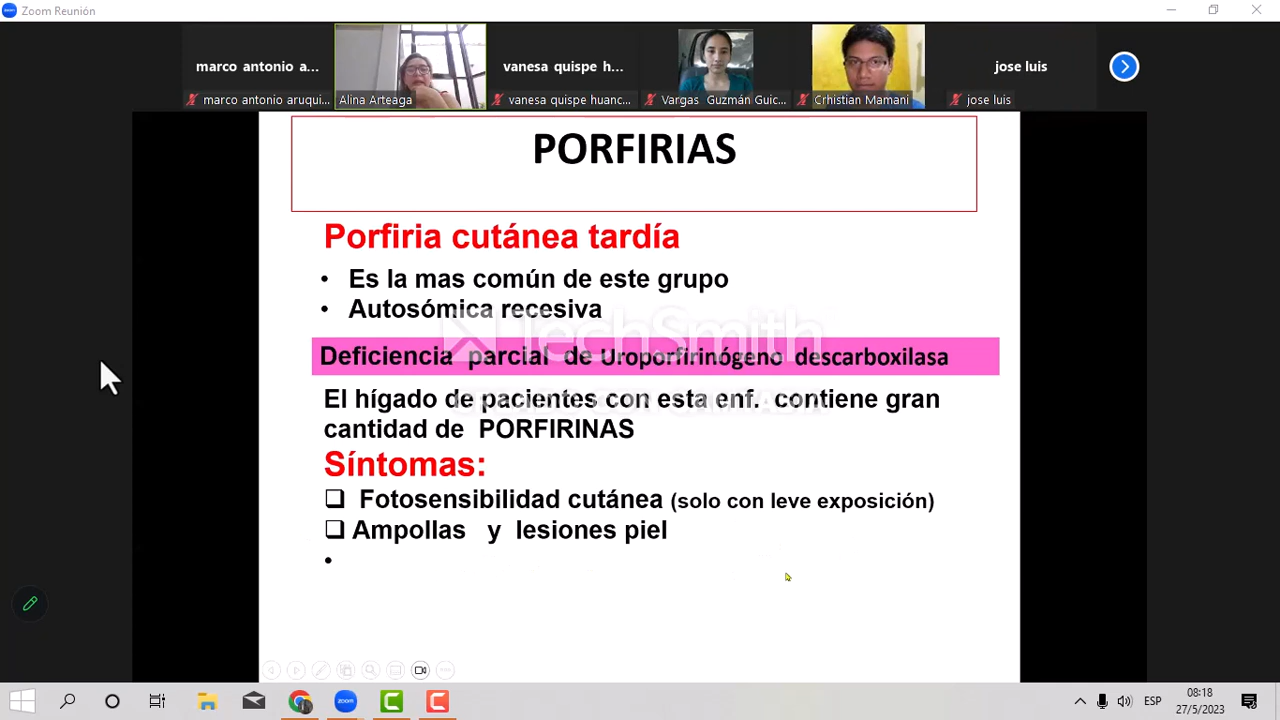 Zoom Reunión
marco antonio a...
vanesa quispe h...
jose luis
marco antonio aruqui...
Alina Arteaga
vanesa quispe huanc...
Vargas Guzmán Guic...
Crhistian Mamani
jose luis
PORFIRIAS
Porfiria cutánea tardía
• Es la mas común de este grupo
• Autosómica recesiva
TechSmith
Deficiencia parcial de Uroporfirinógeno descarboxilasa
El hígado de pacientes con esta enf. contiene gran
cantidad de PORFIRINAS
Síntomas:
❑ Fotosensibilidad cutánea (solo con leve exposición)
❑ Ampollas y lesiones piel
•
zoom
ESP
08:18
27/5/2023